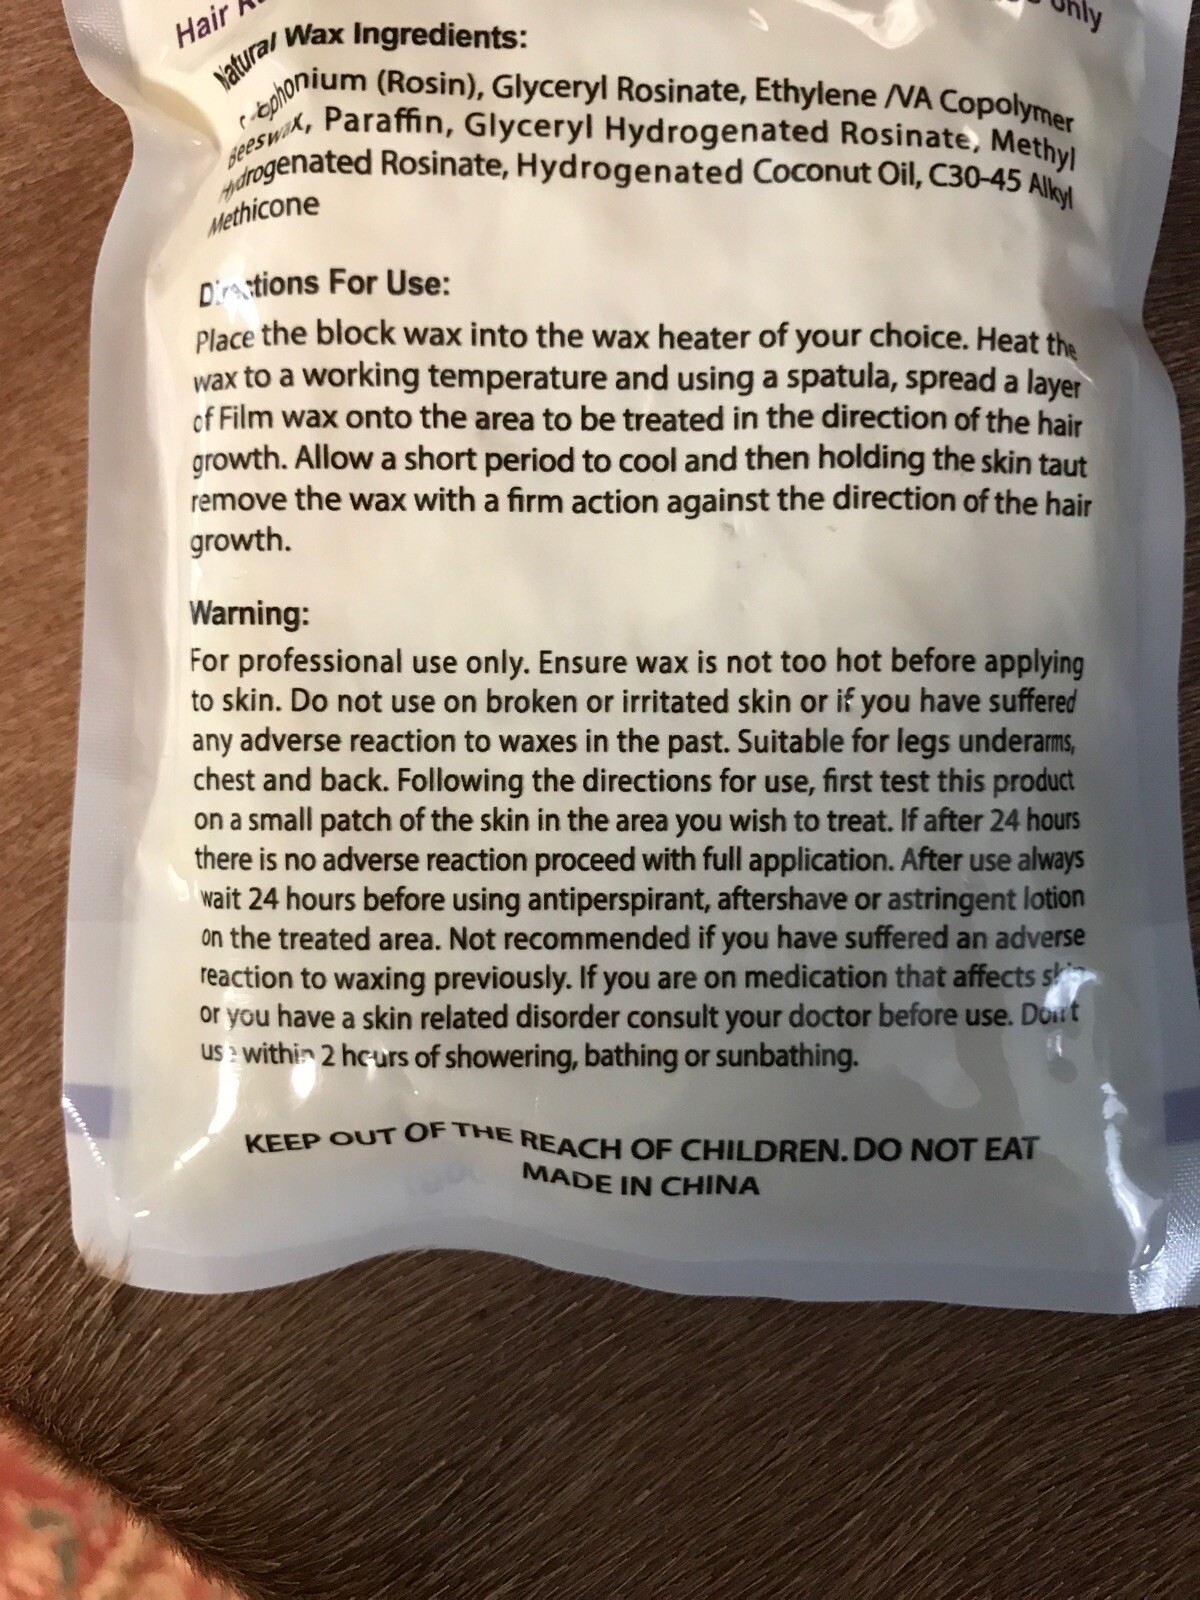 Hair
only
Natural Wax Ingredients:
(Rosin), Glyceryl Rosinate, Ethylene /VA Copolymer
Beeswax, Paraffin, Glyceryl Hydrogenated Rosinate, Methyl
Hydrogenated Rosinate, Hydrogenated Coconut Oil, C30-45 Alkyl
Methicone
Directions For Use:
Place the block wax into the wax heater of your choice. Heat the
wax to a working temperature and using a spatula, spread a layer
of Film wax onto the area to be treated in the direction of the hair
growth. Allow a short period to cool and then holding the skin taut
remove the wax with a firm action against the direction of the hair
growth.
Warning:
For professional use only. Ensure wax is not too hot before applying
to skin. Do not use on broken or irritated skin or if you have suffered
any adverse reaction to waxes in the past. Suitable for legs underarms,
chest and back. Following the directions for use, first test this product
on a small patch of the skin in the area you wish to treat. If after 24 hours
there is no adverse reaction proceed with full application. After use always
wait 24 hours before using antiperspirant, aftershave or astringent lotion
on the treated area. Not recommended if you have suffered an adverse
reaction to waxing previously. If you are on medication that affects skin
or you have a skin related disorder consult your doctor before use. Don't
use within 2 hours of showering, bathing or sunbathing.
KEEP OUT OF THE REACH OF CHILDREN. DO NOT EAT
MADE IN CHINA